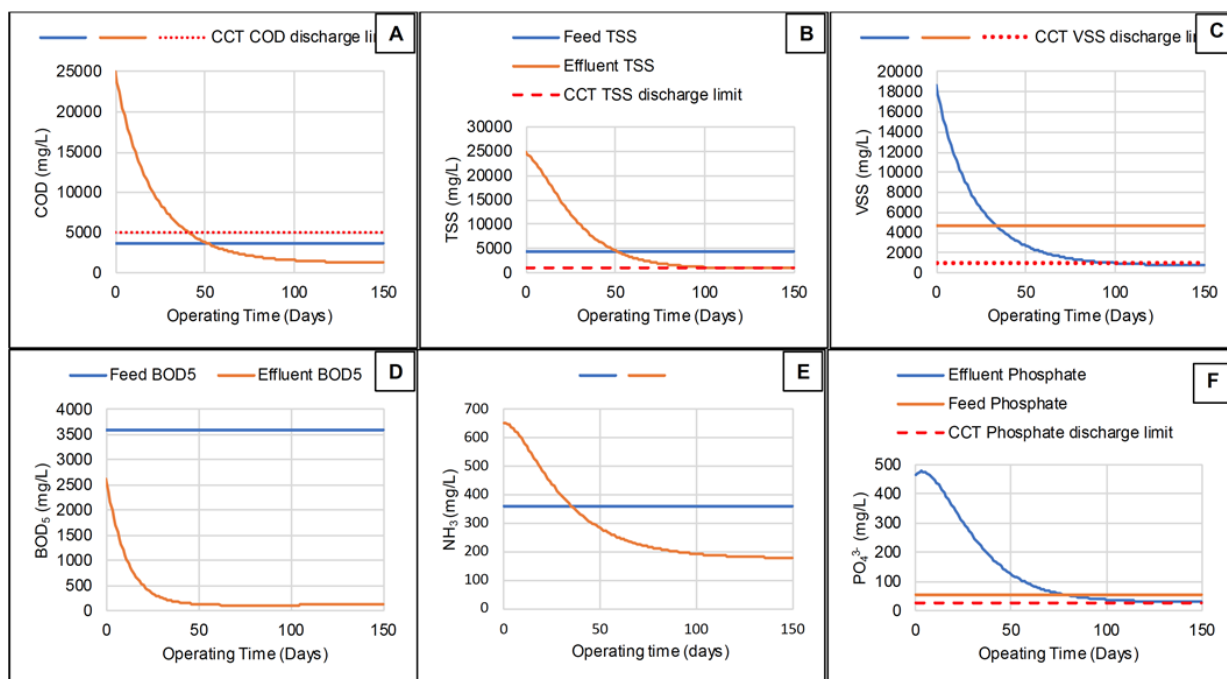 A
CCT COD discharge li
25000
20000
15000
10000
5000
0
COD (mg/L)
0 50 100 150
Operating Time (Days)
B
Feed TSS
Effluent TSS
CCT TSS discharge limit
30000
25000
20000
15000
10000
5000
0
TSS (mg/L)
0 50 100 150
Operating Time (Days)
C
CCT VSS discharge li
20000
18000
16000
14000
12000
10000
8000
6000
4000
2000
0
VSS (mg/L)
0 50 100 150
Operating Time (Days)
D
Feed BOD5 Effluent BOD5
4000
3500
3000
2500
2000
1500
1000
500
0
BOD₅ (mg/L)
0 50 100 150
Operating Time (Days)
E
700
600
500
400
300
200
100
0
NH₃ (mg/L)
0 50 100 150
Operating time (days)
F
Effluent Phosphate
Feed Phosphate
CCT Phosphate discharge limit
500
400
300
200
100
0
PO₄³⁻ (mg/L)
0 50 100 150
Operating Time (Days)